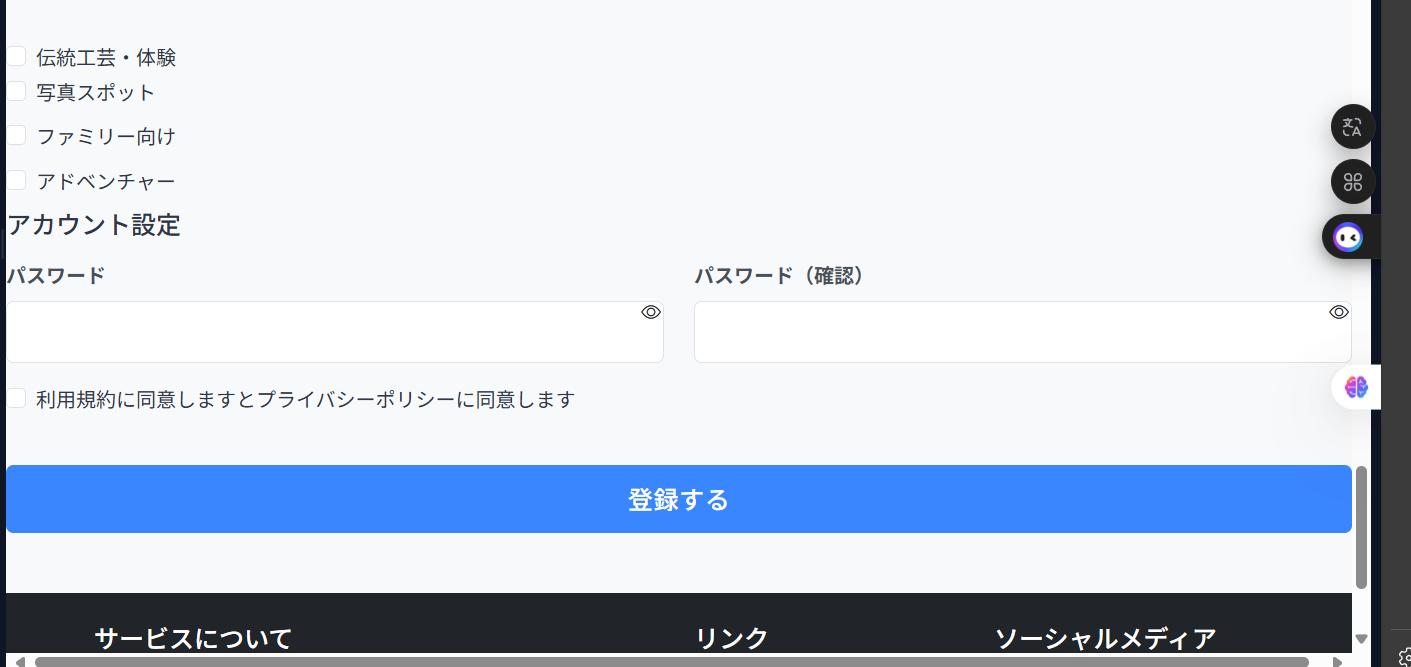 伝統工芸・体験
写真スポット
ファミリー向け
アドベンチャー
アカウント設定
パスワード
パスワード（確認）
利用規約に同意しますとプライバシーポリシーに同意します
登録する
サービスについて
リンク
ソーシャルメディア